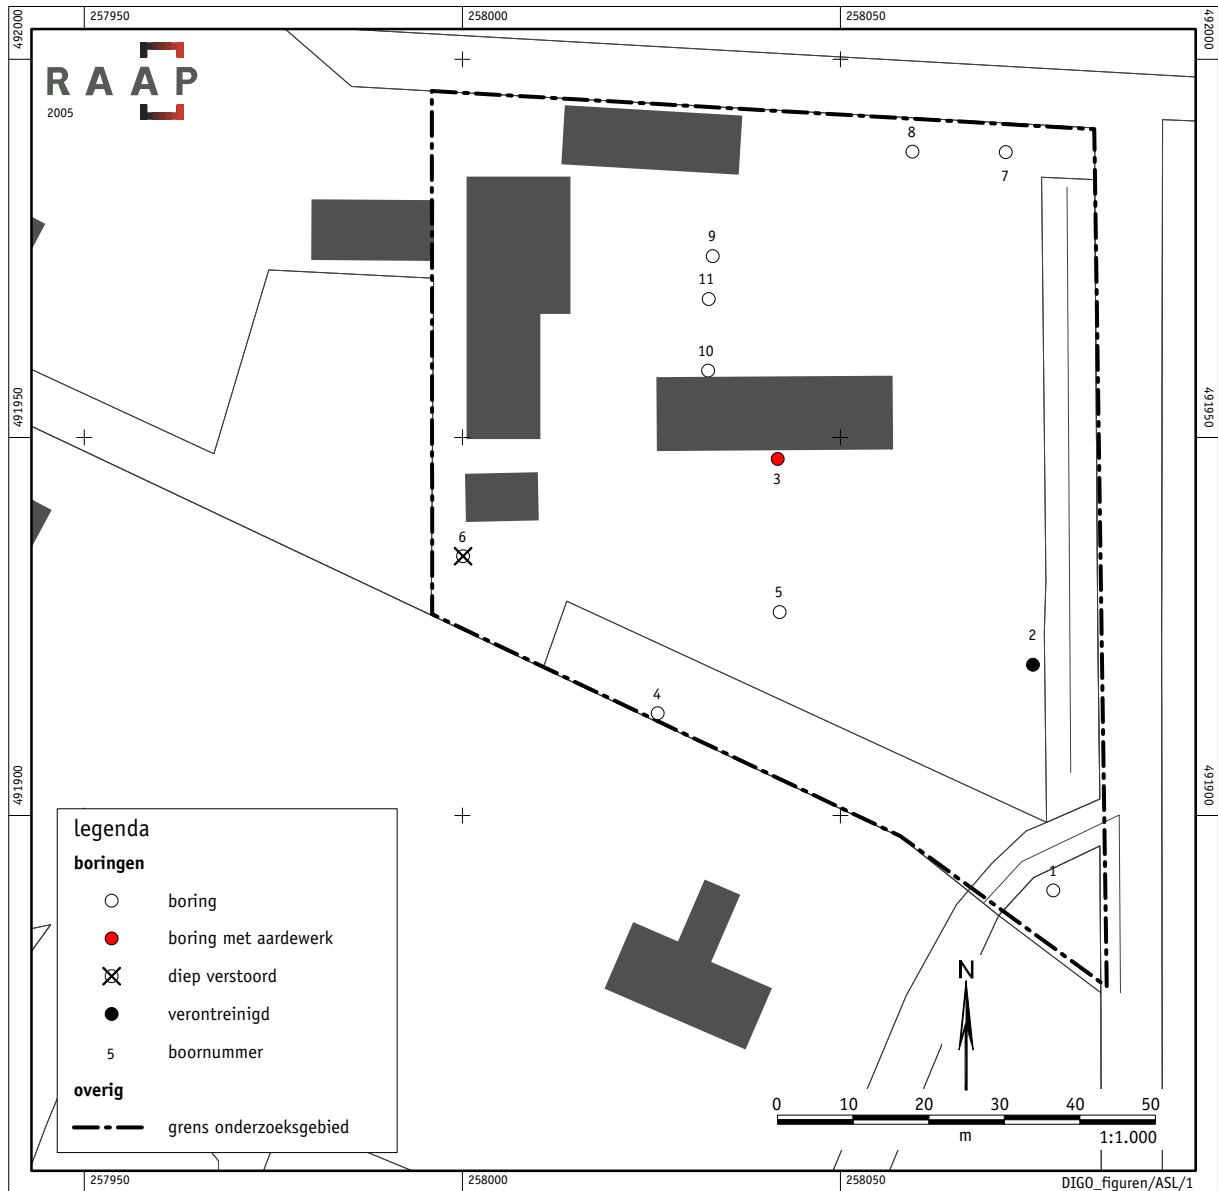 257950
258000
258050
492000
492000
RAAP
2005
8
7
9
11
10
491950
491950
3
6
5
2
4
491900
491900
1
legenda
boringen
boring
boring met aardewerk
diep verstoord
verontreinigd
5 boornummer
overig
grens onderzoeksgebied
N
0 10 20 30 40 50
m
1:1.000
257950
258000
258050
DIGO_figuren/ASL/1